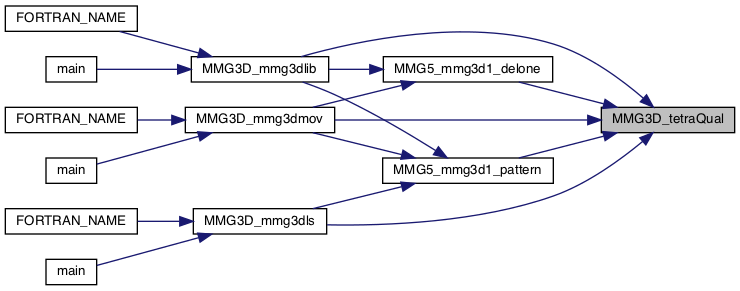 FORTRAN_NAME
main
MMG3D_mmg3dlib
MMG5_mmg3d1_delone
FORTRAN_NAME
MMG3D_mmg3dmov
MMG3D_tetraQual
main
MMG5_mmg3d1_pattern
FORTRAN_NAME
MMG3D_mmg3dls
main